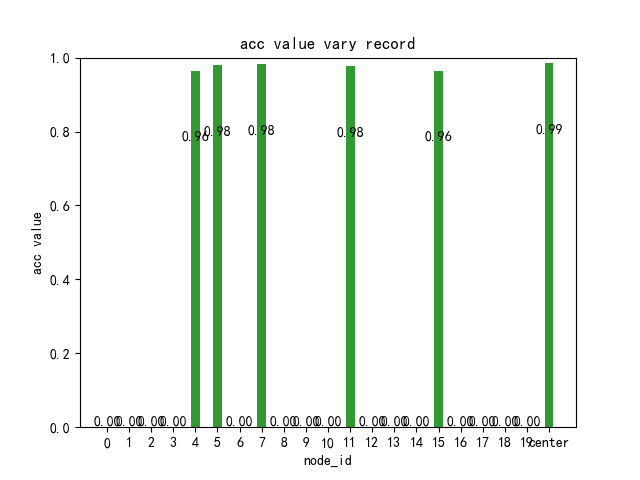 acc value vary record
1.0
0.8
0.6
0.4
0.2
0.0
acc value
0.00 0.00 0.00 0.00 0.96 0.98 0.00 0.98 0.00 0.00 0.00 0.98 0.00 0.00 0.00 0.96 0.00 0.00 0.00 0.00 0.99
0 1 2 3 4 5 6 7 8 9 10 11 12 13 14 15 16 17 18 19 center
node_id